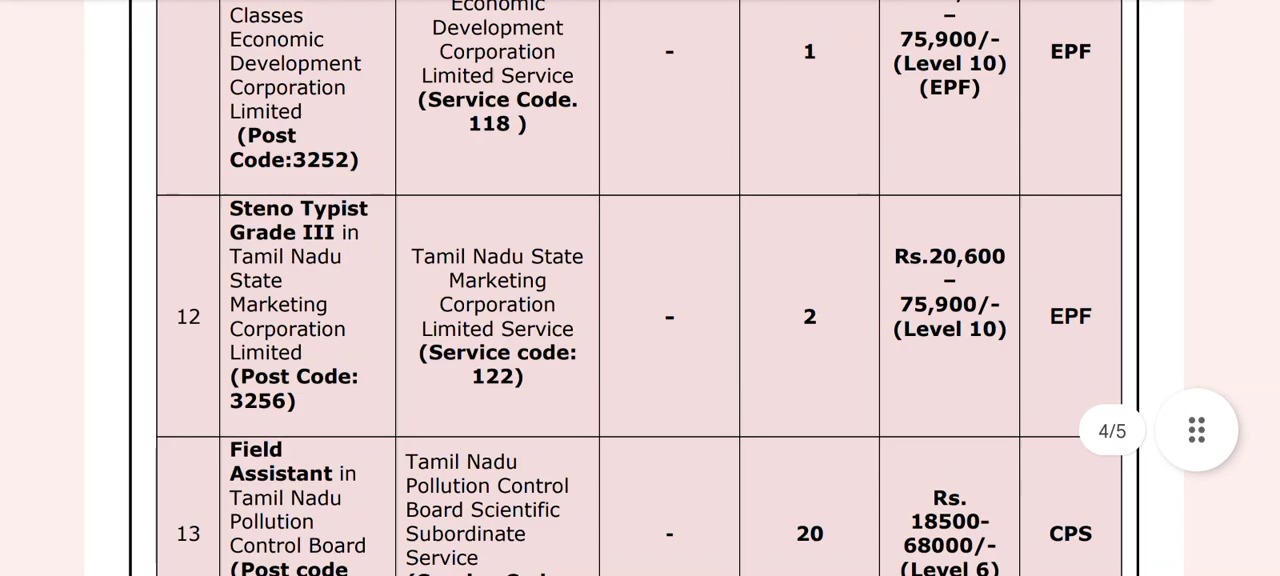 Classes
Economic
Development
Corporation
Limited
(Post
Code:3252)
Economic
Development
Corporation
Limited Service
(Service Code.
118 )
-
1
–
75,900/-
(Level 10)
(EPF)
EPF
12
Steno Typist
Grade III in
Tamil Nadu
State
Marketing
Corporation
Limited
(Post Code:
3256)
Tamil Nadu State
Marketing
Corporation
Limited Service
(Service code:
122)
-
2
Rs.20,600
–
75,900/-
(Level 10)
EPF
4/5
13
Field
Assistant in
Tamil Nadu
Pollution
Control Board
(Post code
Tamil Nadu
Pollution Control
Board Scientific
Subordinate
Service
-
20
Rs.
18500-
68000/-
(Level 6)
CPS